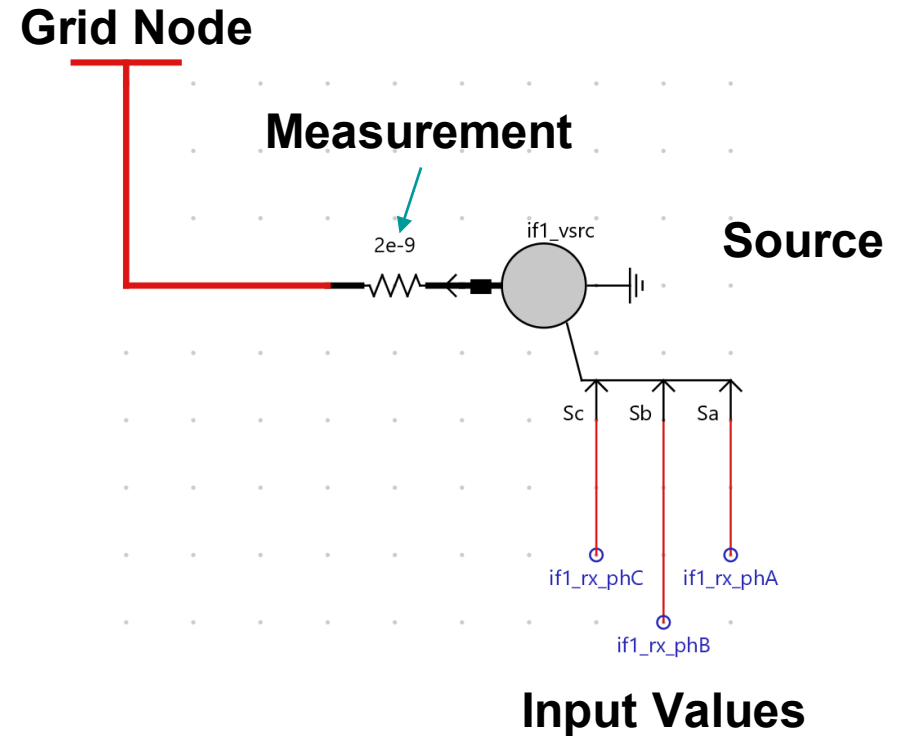 Grid Node
Measurement
2e-9
if1_vsrc
Source
Sc
Sb
Sa
if1_rx_phC
if1_rx_phA
if1_rx_phB
Input Values